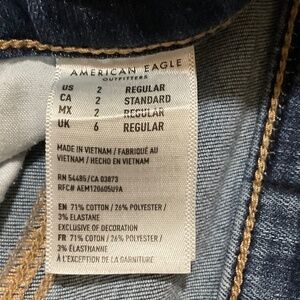 AMERICAN EAGLE
OUTFITTERS
US 2 REGULAR
CA 2 STANDARD
MX 2 REGULAR
UK 6 REGULAR
MADE IN VIETNAM / FABRIQUÉ AU
VIETNAM / HECHO EN VIETNAM
RN 54485/CA 03873
RFC# AEM120605U9A
EN 71% COTTON / 26% POLYESTER /
3% ELASTANE
EXCLUSIVE OF DECORATION
FR 71% COTON / 26% POLYESTER /
3% ÉLASTHANNE
À L'EXCEPTION DE LA GARNITURE